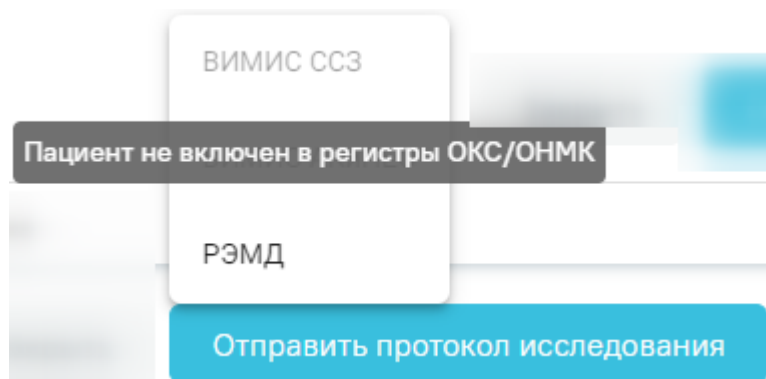 ВИМИС ССЗ
Пациент не включен в регистры ОКС/ОНМК
РЭМД
Отправить протокол исследования